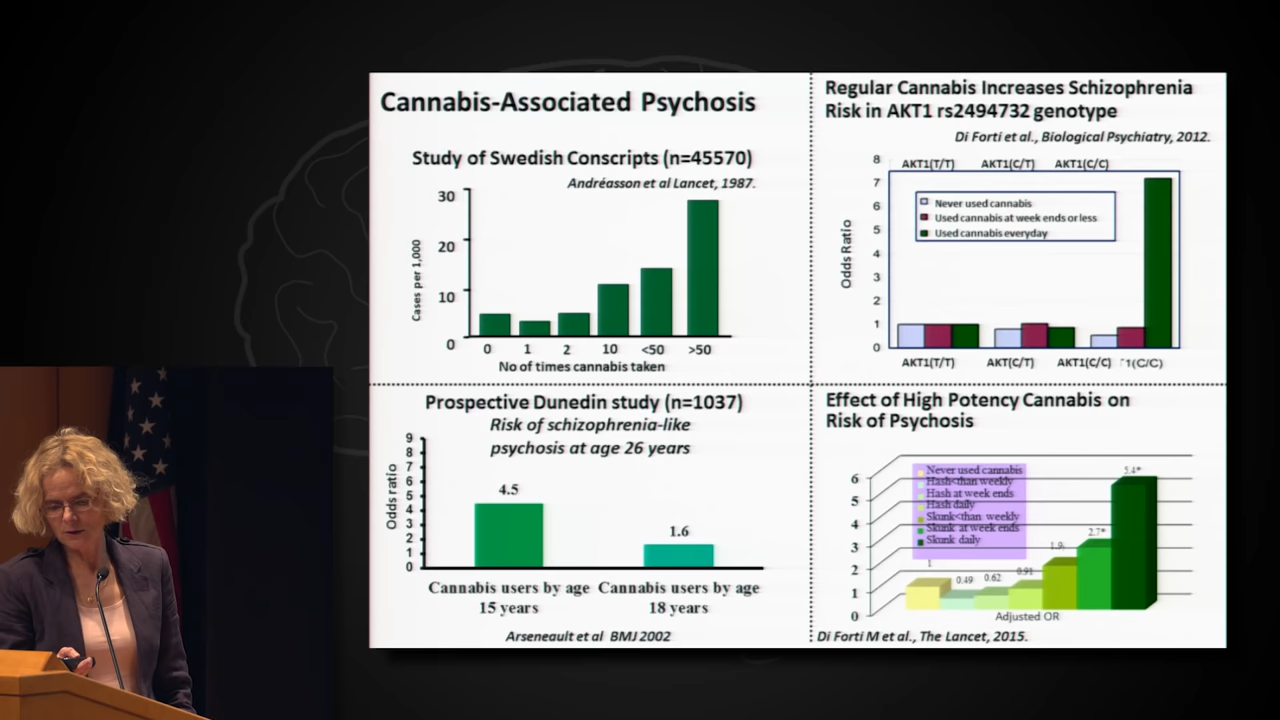 Cannabis-Associated Psychosis
Study of Swedish Conscripts (n=45570)
Andréasson et al Lancet, 1987.
Cases per 1,000
30
20
10
0
0 1 2 10 <50 >50
No of times cannabis taken
Regular Cannabis Increases Schizophrenia
Risk in AKT1 rs2494732 genotype
Di Forti et al., Biological Psychiatry, 2012.
Odds Ratio
8
7
6
5
4
3
2
1
0
AKT1(T/T) AKT1(C/T) AKT1(C/C)
Never used cannabis
Used cannabis at week ends or less
Used cannabis everyday
AKT1(T/T) AKT(C/T) AKT1(C/C) T1(C/C)
Prospective Dunedin study (n=1037)
Risk of schizophrenia-like
psychosis at age 26 years
Odds ratio
9
8
7
6
5
4
3
2
1
0
4.5
1.6
Cannabis users by age
15 years
Cannabis users by age
18 years
Arseneault et al BMJ 2002
Effect of High Potency Cannabis on
Risk of Psychosis
6
5
4
3
2
1
0
Never used cannabis
Hash<than weekly
Hash at week ends
Hash daily
Skunk<than weekly
Skunk at week ends
Skunk daily
1
0.49
0.62
0.91
1.9
2.7*
5.4*
Adjusted OR
Di Forti M et al., The Lancet, 2015.